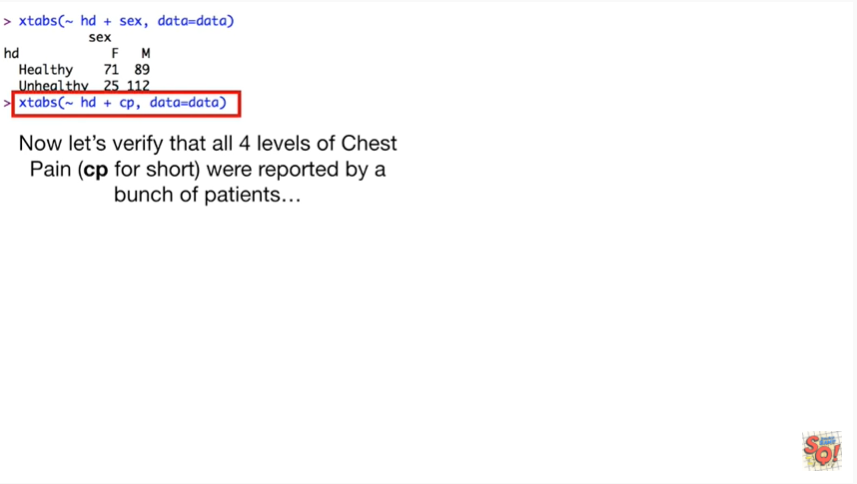 > xtabs(~ hd + sex, data=data)
sex
hd F M
Healthy 71 89
Unhealthy 25 112
> xtabs(~ hd + cp, data=data)
Now let's verify that all 4 levels of Chest
Pain (cp for short) were reported by a
bunch of patients…